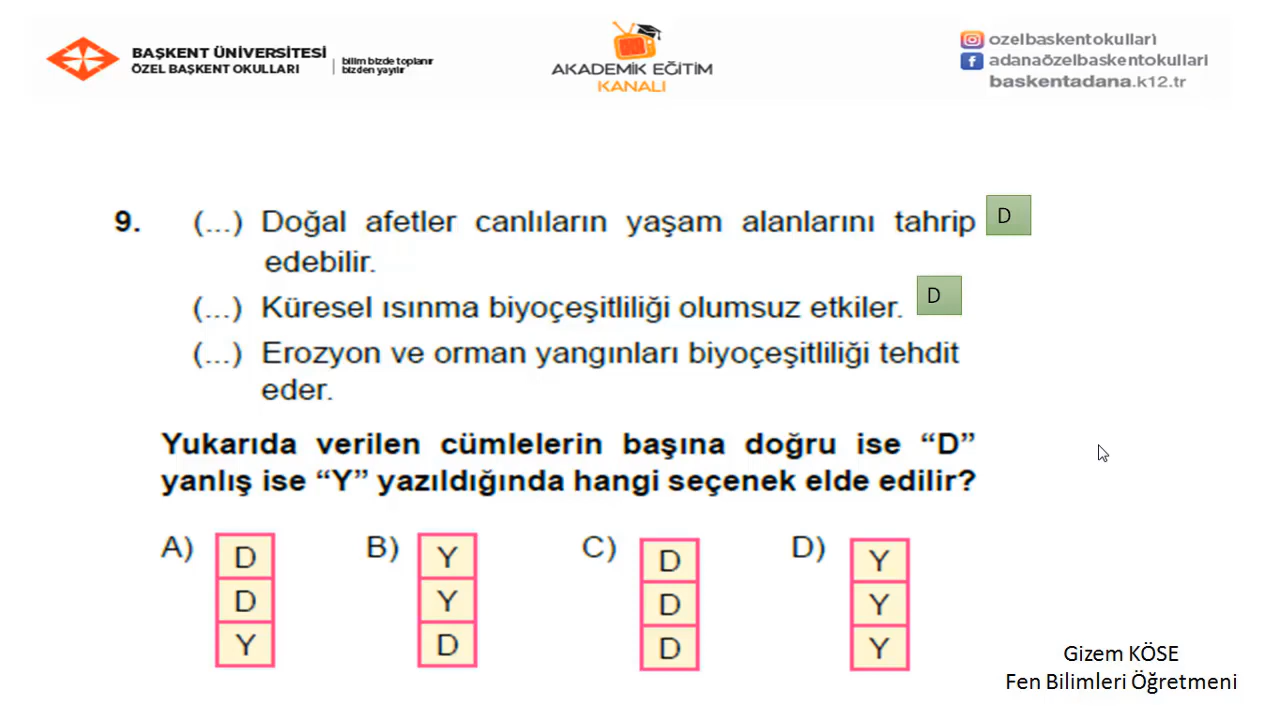 BAŞKENT ÜNİVERSİTESİ
ÖZEL BAŞKENT OKULLARI
bilim bizde toplanır
bizden yayılır
AKADEMİK EĞİTİM
KANALI
ozelbaskentokulları
adanaözelbaskentokullari
baskentadana.k12.tr
9. (...) Doğal afetler canlıların yaşam alanlarını tahrip D
edebilir.
(...) Küresel ısınma biyoçeşitliliği olumsuz etkiler. D
(...) Erozyon ve orman yangınları biyoçeşitliliği tehdit
eder.
Yukarıda verilen cümlelerin başına doğru ise “D”
yanlış ise “Y” yazıldığında hangi seçenek elde edilir?
A) B) C) D)
D Y D Y
D Y D Y
Y D D Y
Gizem KÖSE
Fen Bilimleri Öğretmeni